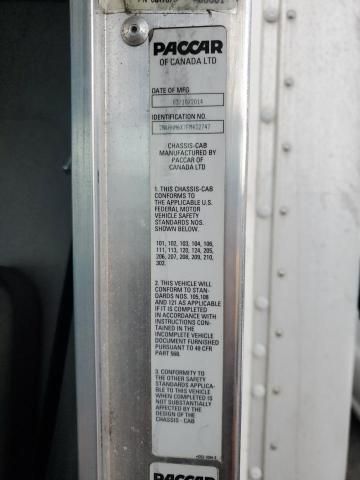 PACCAR
OF CANADA LTD
DATE OF MFG
IDENTIFICATION NO.
CHASSIS-CAB
MANUFACTURED BY
PACCAR OF
CANADA LTD
1. THIS CHASSIS-CAB
CONFORMS TO
THE APPLICABLE U.S.
FEDERAL MOTOR
VEHICLE SAFETY
STANDARDS NOS.
SHOWN BELOW.
101, 102, 103, 104, 106,
111, 113, 120, 124, 205,
206, 207, 208, 209, 210,
302.
2. THIS VEHICLE WILL
CONFORM TO STAN-
DARDS NOS. 105, 108
AND 121 AS APPLICABLE
IF IT IS COMPLETED
IN ACCORDANCE WITH
INSTRUCTIONS CON-
TAINED IN THE
INCOMPLETE VEHICLE
DOCUMENT FURNISHED
PURSUANT TO 49 CFR
PART 568.
3. CONFORMITY TO
THE OTHER SAFETY
STANDARDS APPLICA-
BLE TO THIS VEHICLE
WHEN COMPLETED IS
NOT SUBSTANTIALLY
AFFECTED BY THE
DESIGN OF THE
CHASSIS - CAB
PACCAR